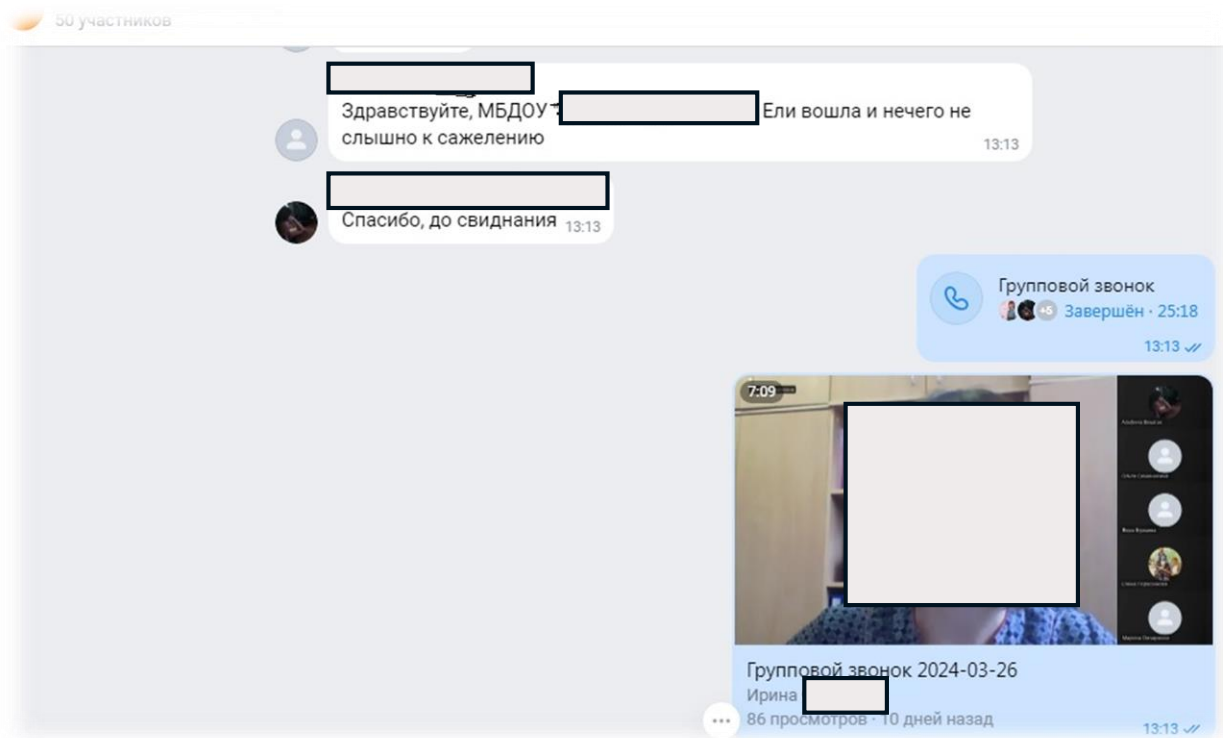 50 участников
Здравствуйте, МБДОУ Ели вошла и нечего не
слышно к сажелению
13:13
Спасибо, до свиднания 13:13
Групповой звонок
+5 Завершён · 25:18
13:13
7:09
Групповой звонок 2024-03-26
Ирина
86 просмотров · 10 дней назад
13:13